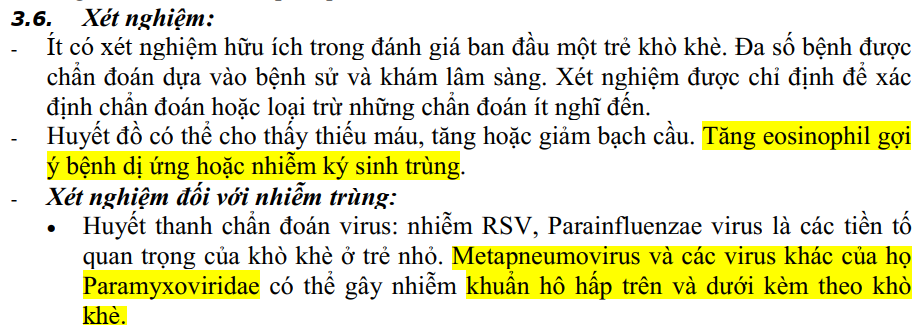 3.6. Xét nghiệm:
- Ít có xét nghiệm hữu ích trong đánh giá ban đầu một trẻ khò khè. Đa số bệnh được
chẩn đoán dựa vào bệnh sử và khám lâm sàng. Xét nghiệm được chỉ định để xác
định chẩn đoán hoặc loại trừ những chẩn đoán ít nghĩ đến.
- Huyết đồ có thể cho thấy thiếu máu, tăng hoặc giảm bạch cầu. Tăng eosinophil gợi
ý bệnh dị ứng hoặc nhiễm ký sinh trùng.
- Xét nghiệm đối với nhiễm trùng:
• Huyết thanh chẩn đoán virus: nhiễm RSV, Parainfluenzae virus là các tiền tố
quan trọng của khò khè ở trẻ nhỏ. Metapneumovirus và các virus khác của họ
Paramyxoviridae có thể gây nhiễm khuẩn hô hấp trên và dưới kèm theo khò
khè.